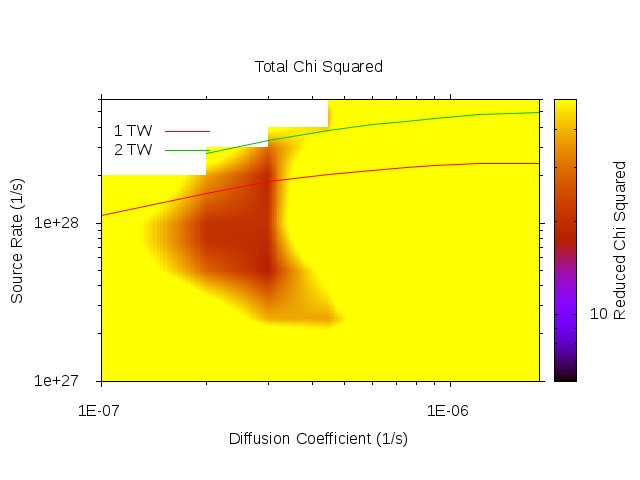 Total Chi Squared
1 TW
2 TW
1e+28
1e+27
Source Rate (1/s)
1E-07
1E-06
Diffusion Coefficient (1/s)
10
Reduced Chi Squared